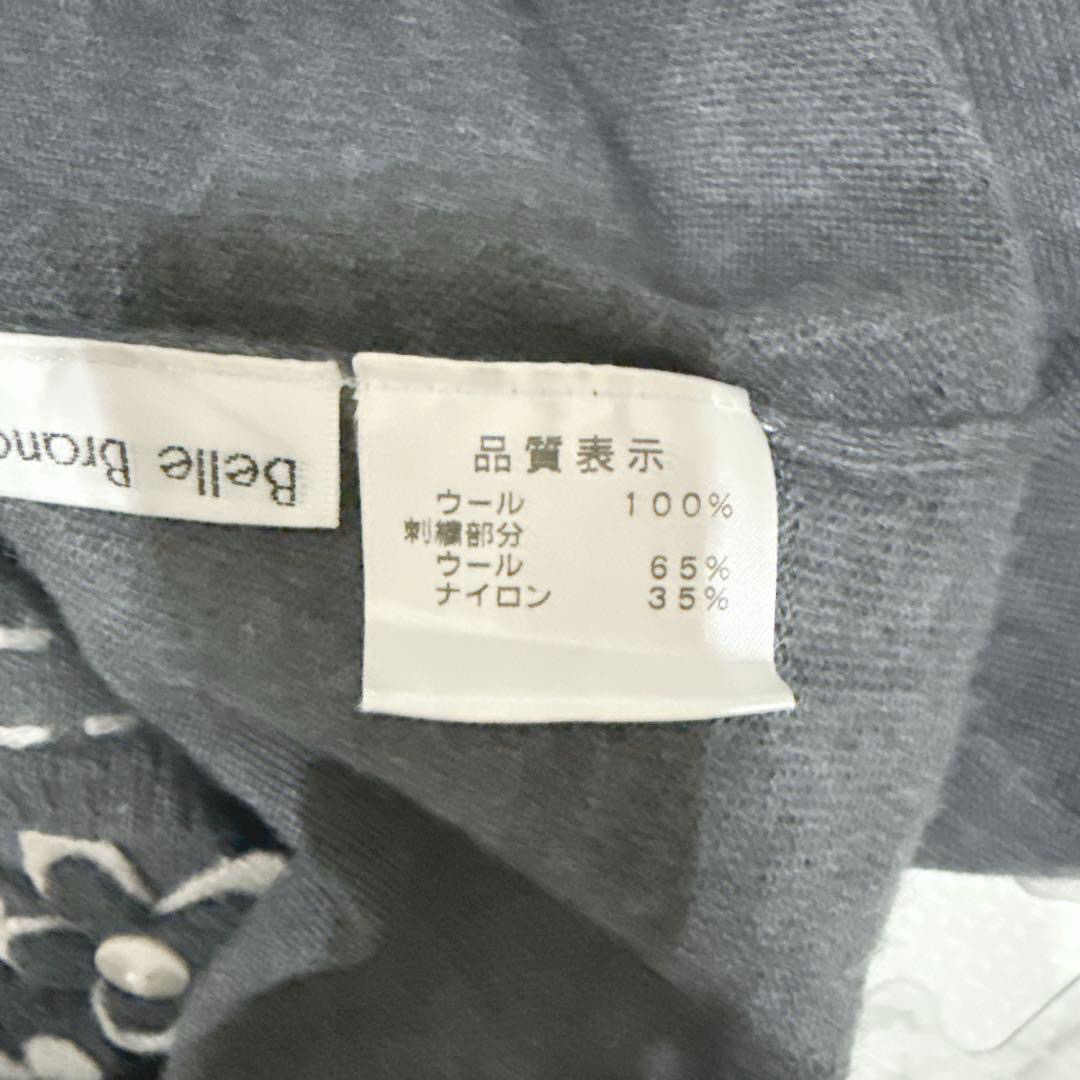 品質表示
ウール 100%
刺繍部分
ウール 65%
ナイロン 35%
Belle